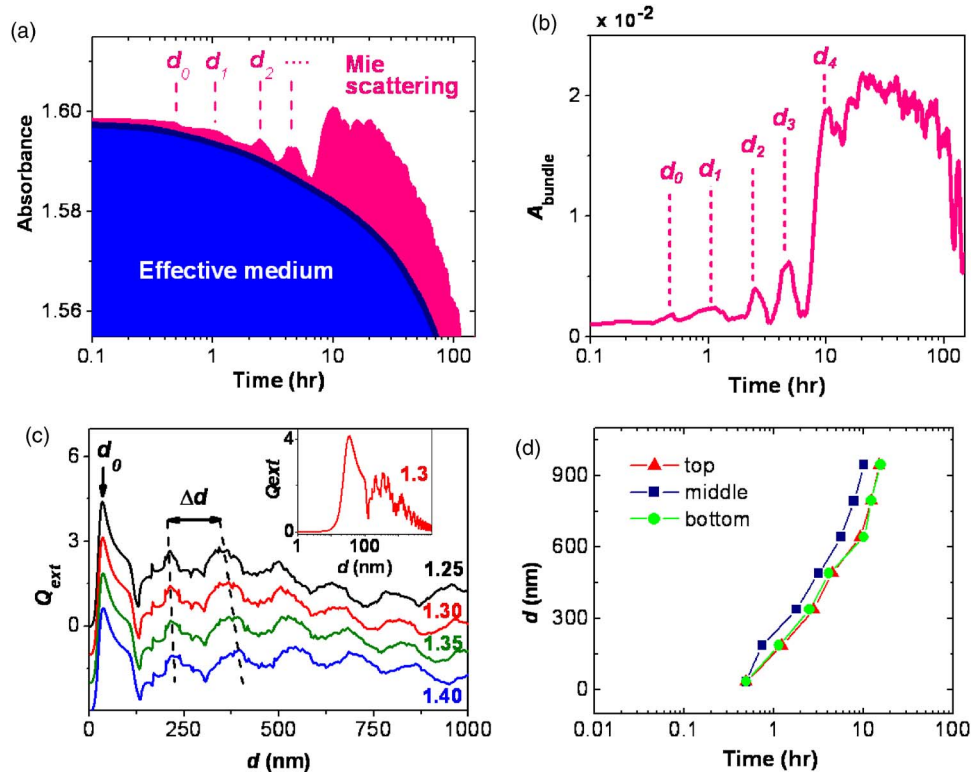 (a)
d0 d1 d2 ·····
Mie
scattering
Effective medium
Absorbance
1.60
1.58
1.56
0.1 1 10 100
Time (hr)
(b)
x 10-2
d0 d1 d2 d3 d4
Abundle
2
1
0
0.1 1 10 100
Time (hr)
(c)
d0
Δd
Qext
6
3
0
1.25
1.30
1.35
1.40
0 250 500 750 1000
d (nm)
Qext
4
0
1.3
1 100
d (nm)
(d)
top
middle
bottom
d (nm)
900
600
300
0
0.01 0.1 1 10 100
Time (hr)